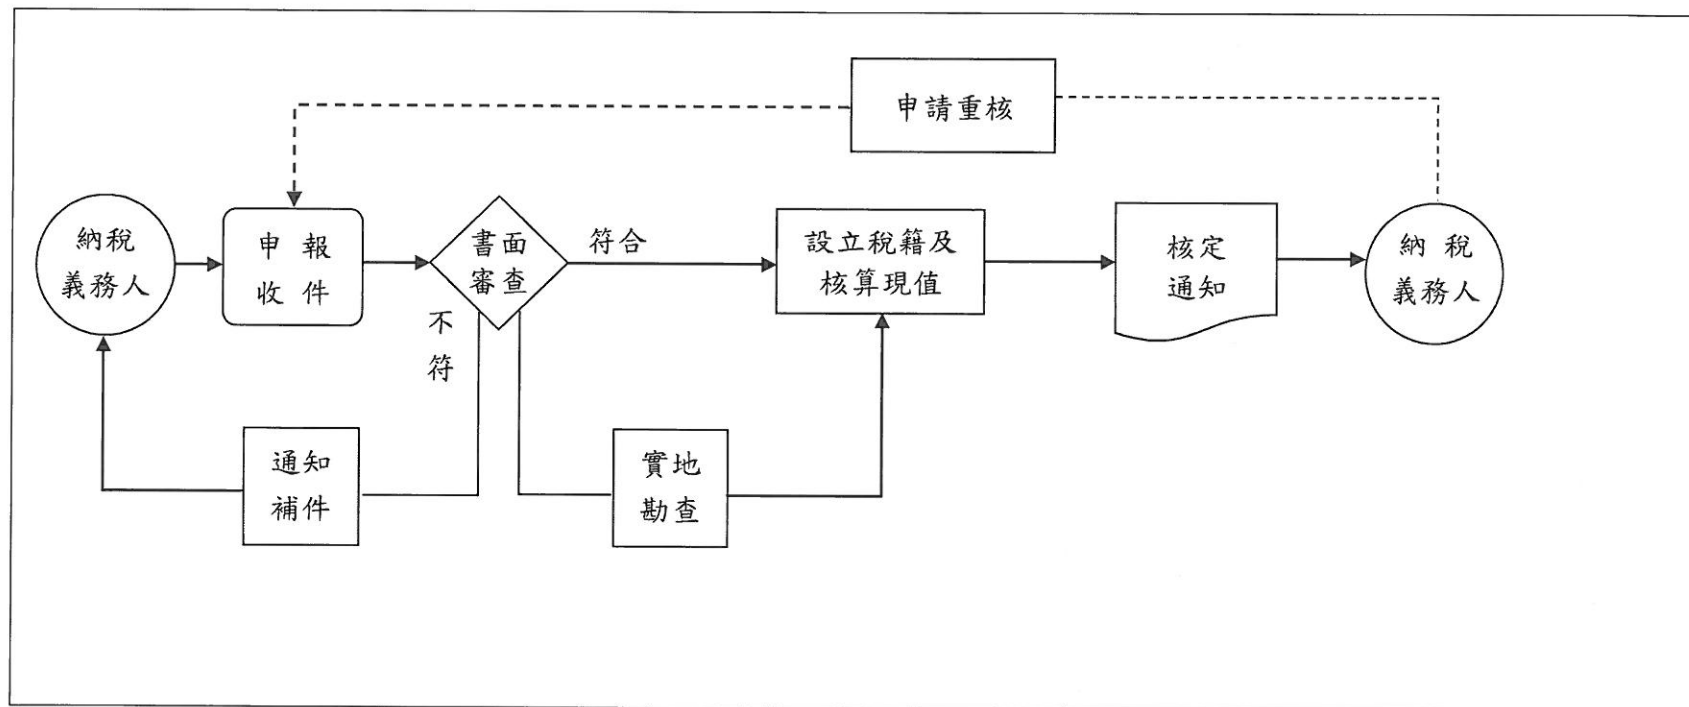 申請重核
納稅
義務人
申報
收件
書面
審查
符合
不
符
設立稅籍及
核算現值
核定
通知
納稅
義務人
通知
補件
實地
勘查